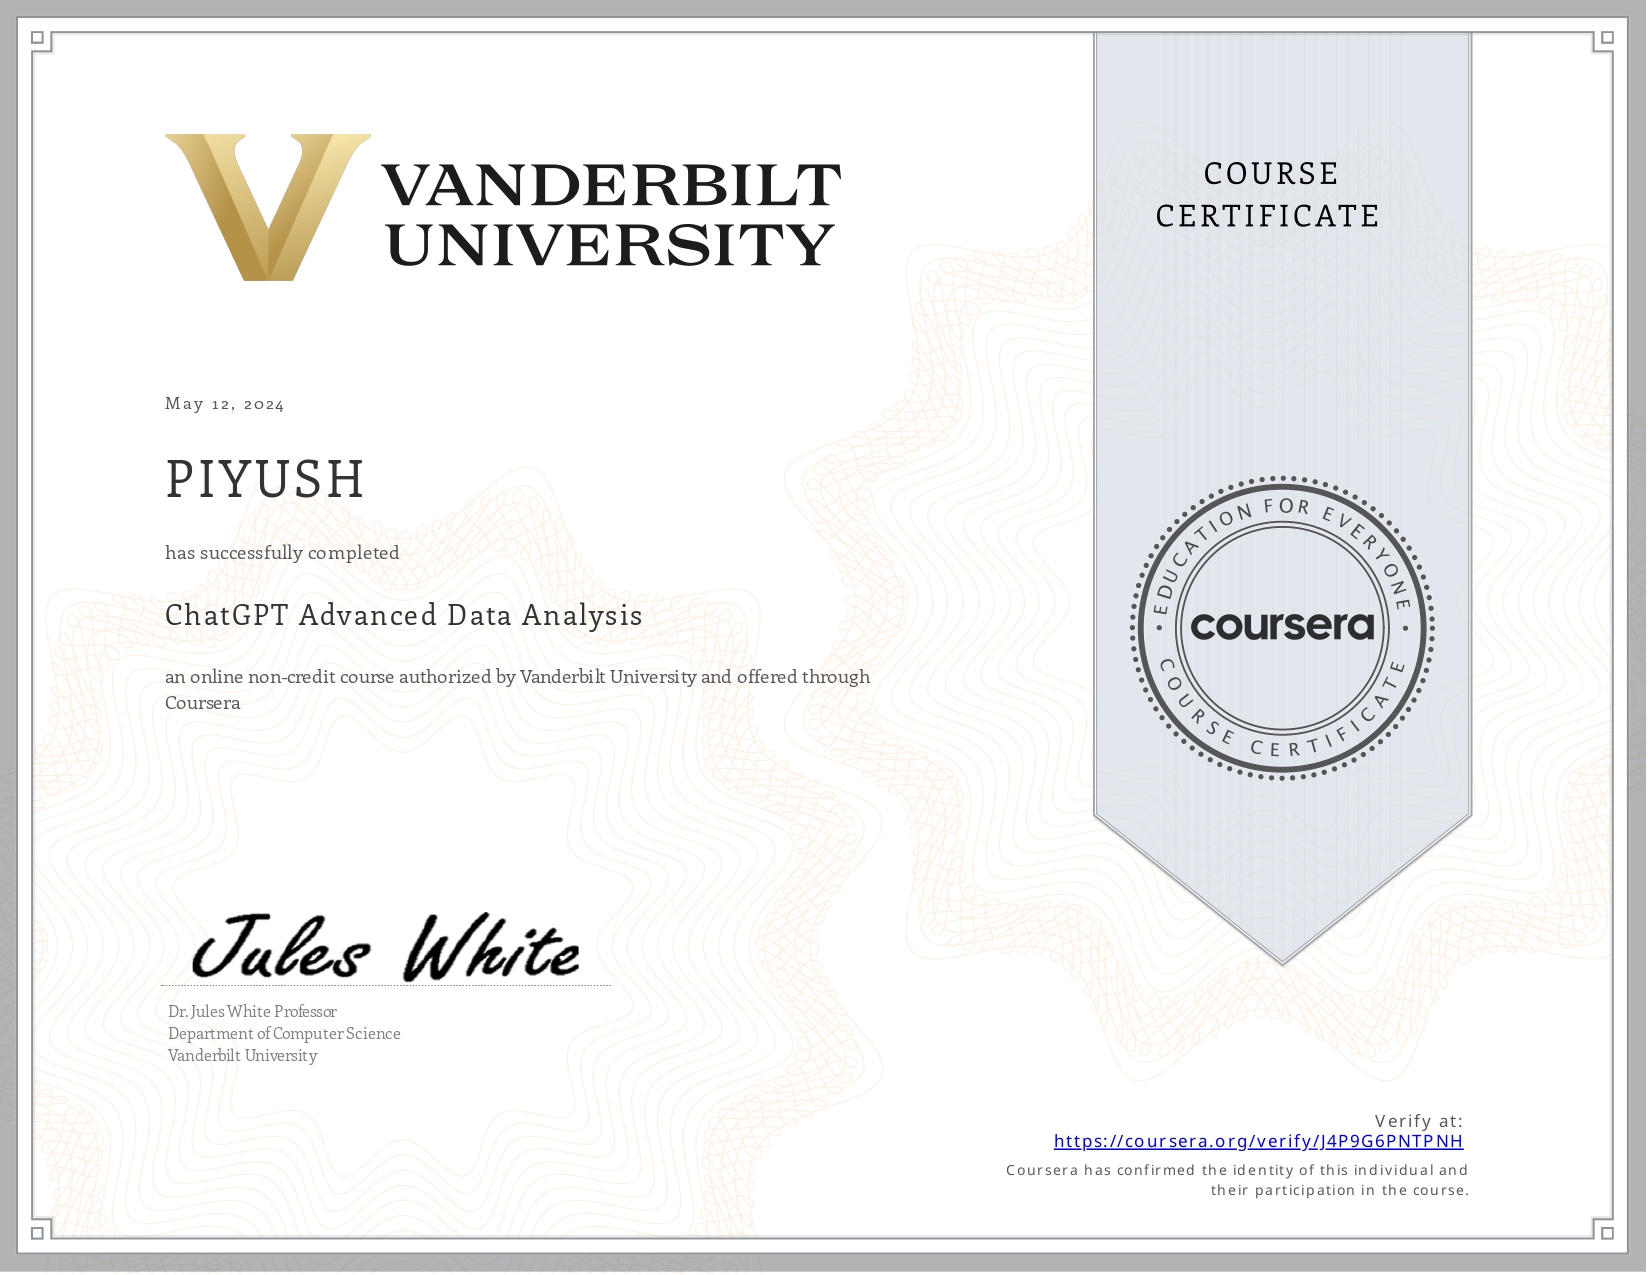 VANDERBILT
UNIVERSITY
COURSE
CERTIFICATE
May 12, 2024
PIYUSH
has successfully completed
ChatGPT Advanced Data Analysis
an online non-credit course authorized by Vanderbilt University and offered through
Coursera
EDUCATION FOR EVERYONE
coursera
COURSE CERTIFICATE
Jules White
Dr. Jules White Professor
Department of Computer Science
Vanderbilt University
Verify at:
https://coursera.org/verify/J4P9G6PNTPNH
Coursera has confirmed the identity of this individual and
their participation in the course.